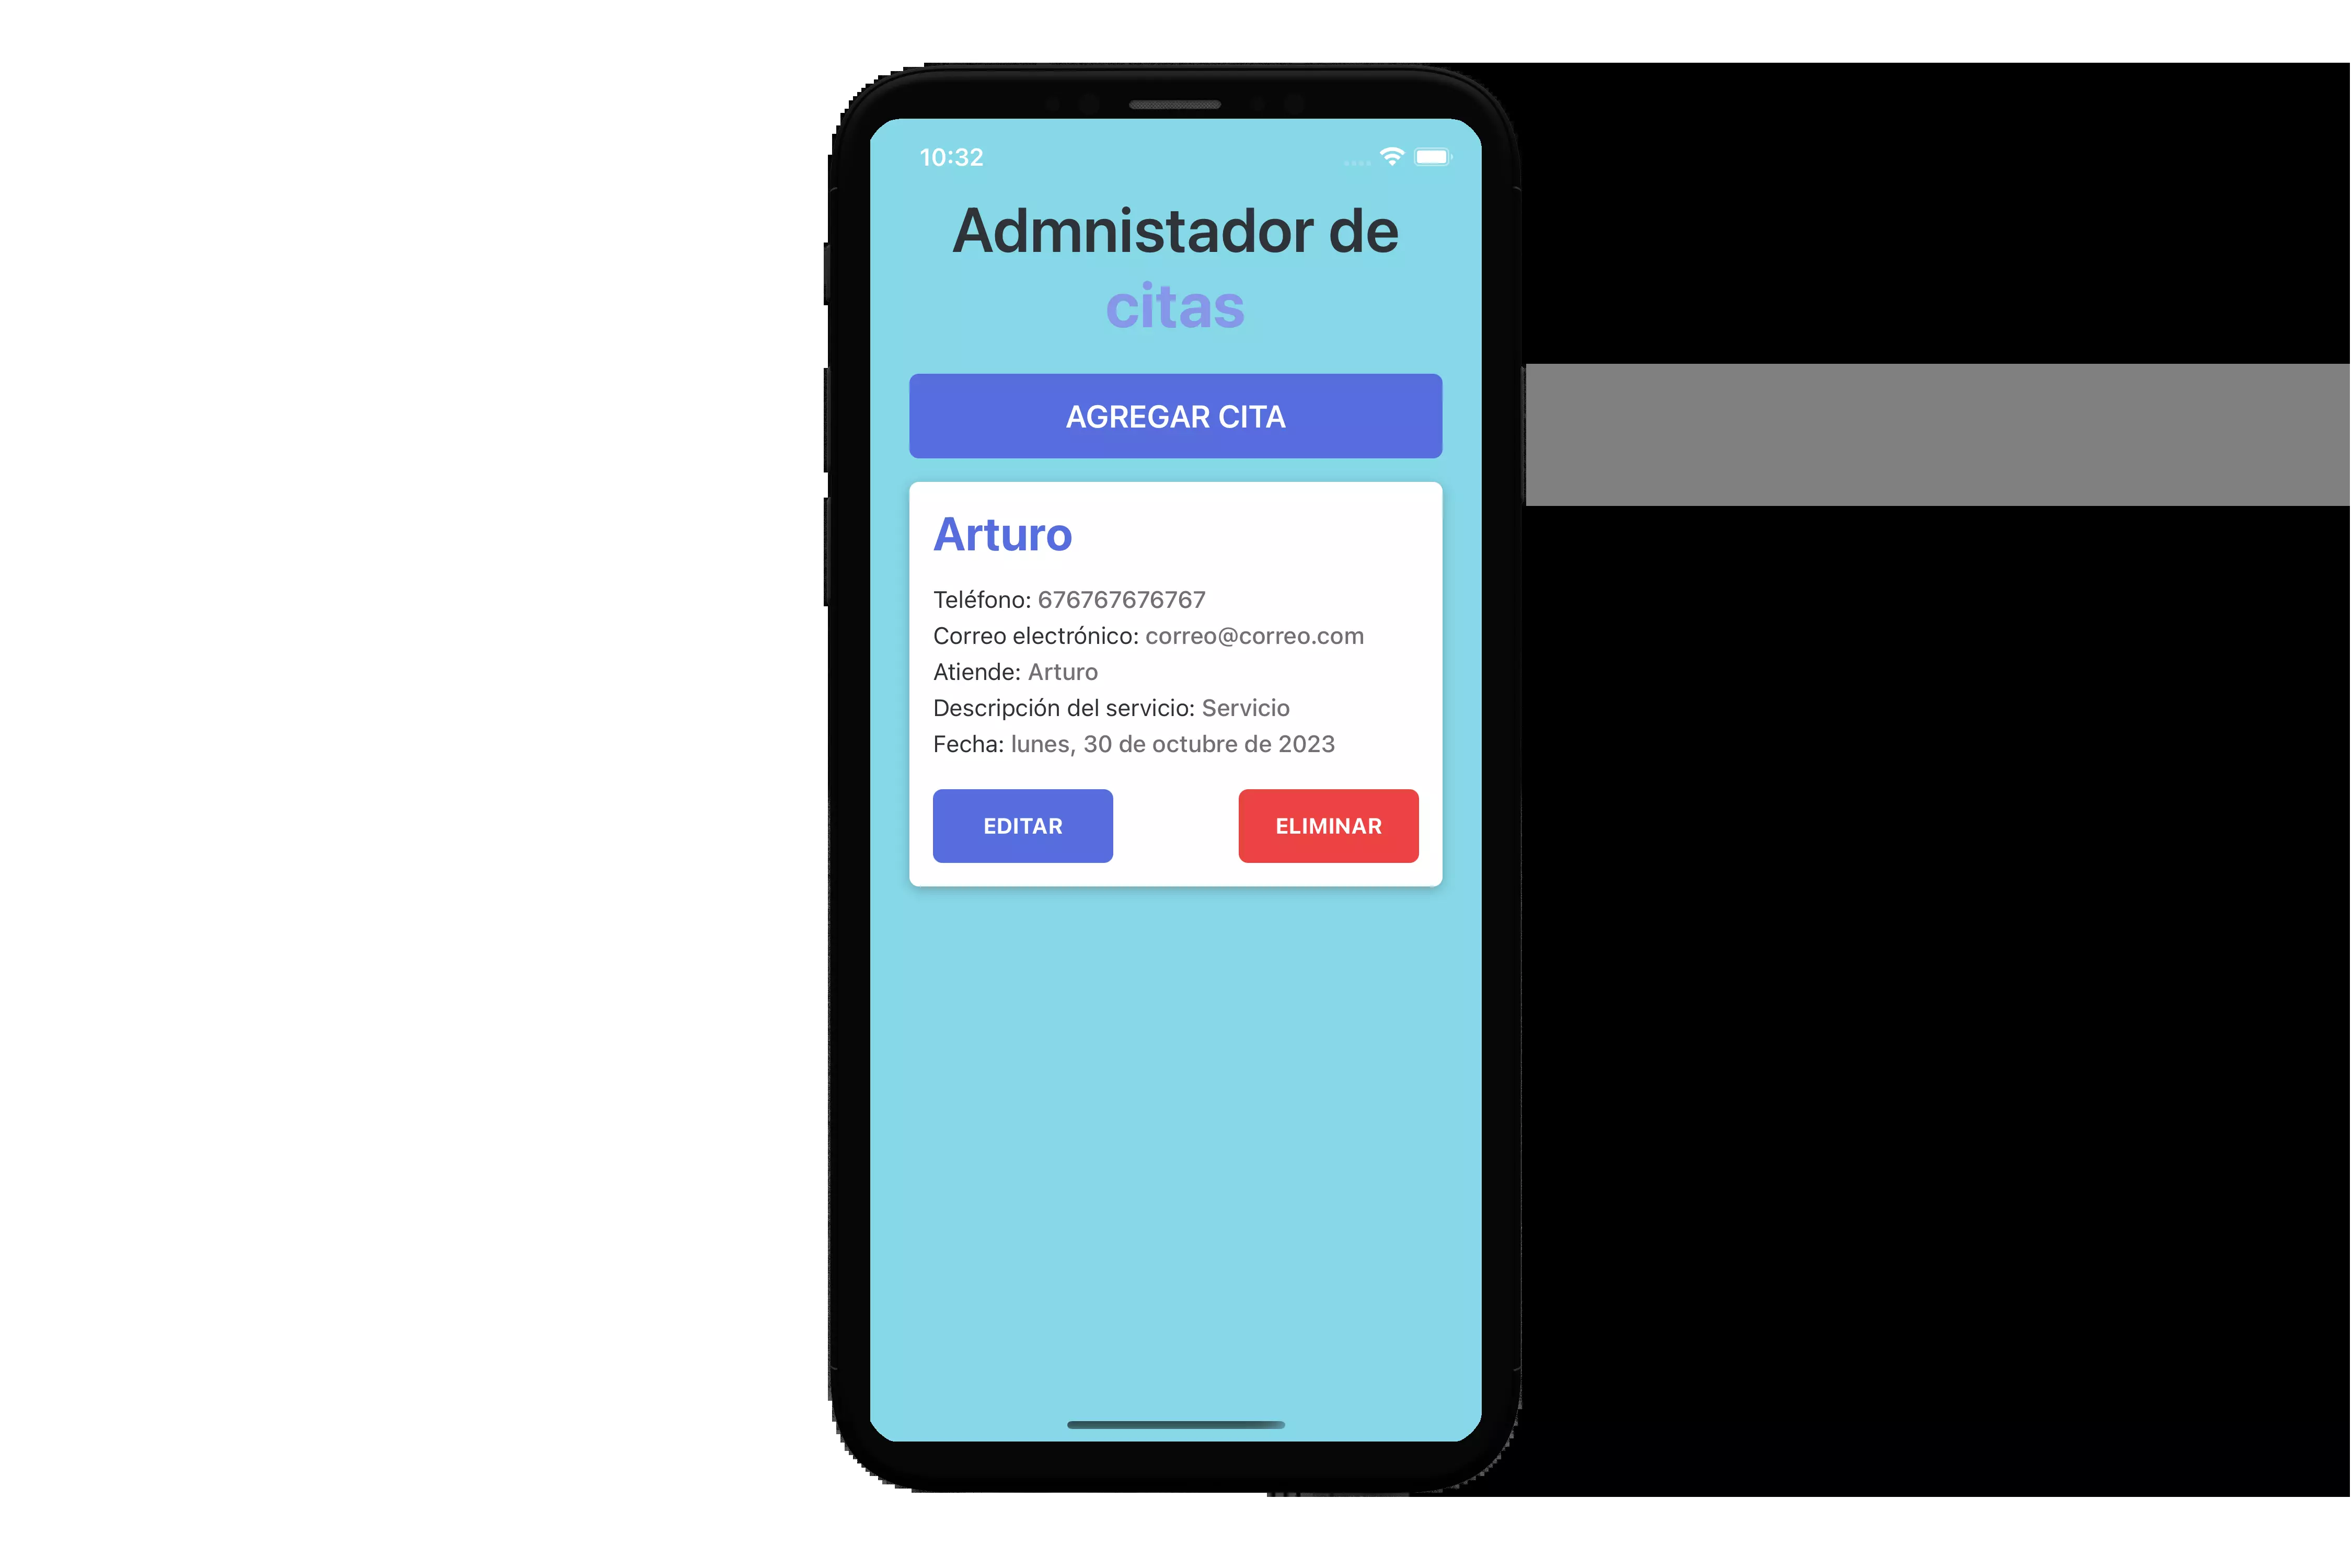 10:32
Admnistador de
citas
AGREGAR CITA
Arturo
Teléfono: 676767676767
Correo electrónico: correo@correo.com
Atiende: Arturo
Descripción del servicio: Servicio
Fecha: lunes, 30 de octubre de 2023
EDITAR ELIMINAR